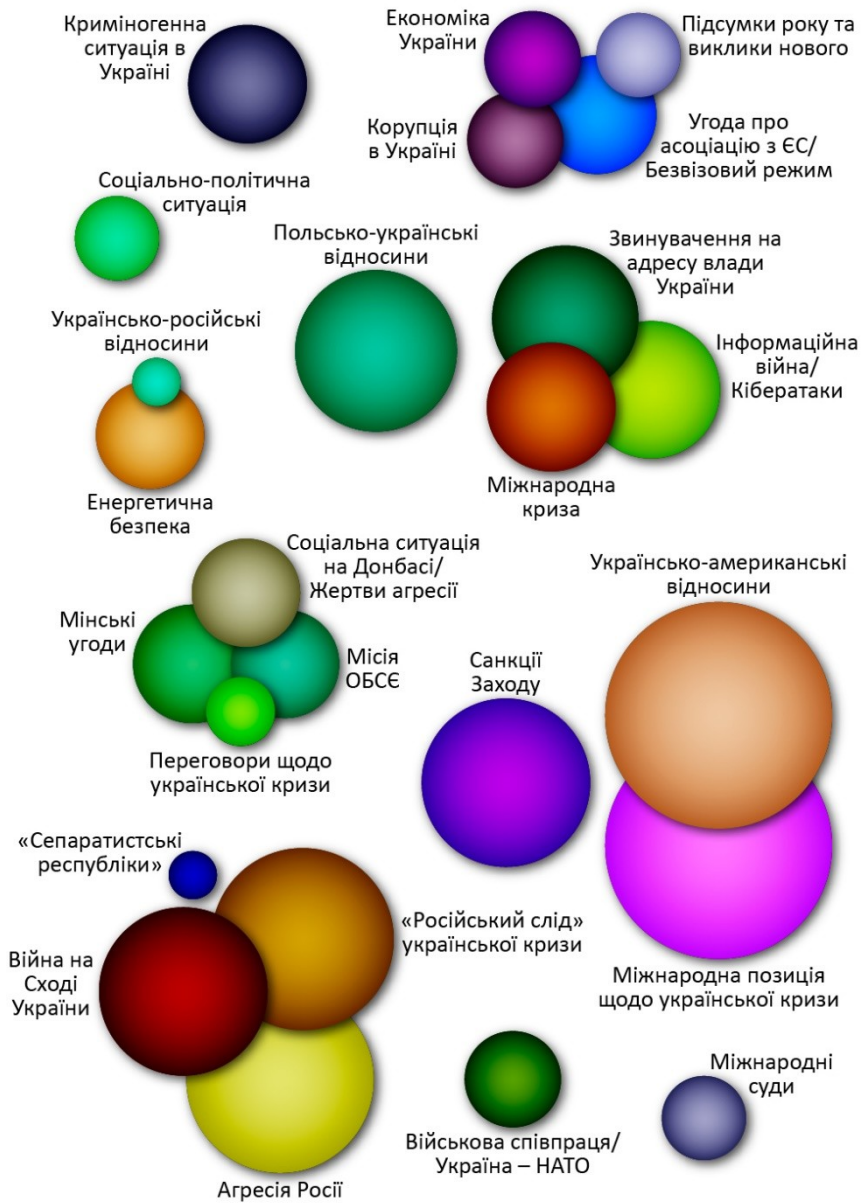 Криміногенна
ситуація в
Україні
Економіка
України
Підсумки року та
виклики нового
Корупція
в Україні
Угода про
асоціацію з ЄС/
Безвізовий режим
Соціально-політична
ситуація
Польсько-українські
відносини
Звинувачення на
адресу влади
України
Українсько-російські
відносини
Інформаційна
війна/
Кібератаки
Енергетична
безпека
Міжнародна
криза
Соціальна ситуація
на Донбасі/
Жертви агресії
Українсько-американські
відносини
Мінські
угоди
Місія
ОБСЄ
Санкції
Заходу
Переговори щодо
української кризи
«Сепаратистські
республіки»
«Російський слід»
української кризи
Війна на
Сході
України
Міжнародна позиція
щодо української кризи
Міжнародні
суди
Військова співпраця/
Україна – НАТО
Агресія Росії